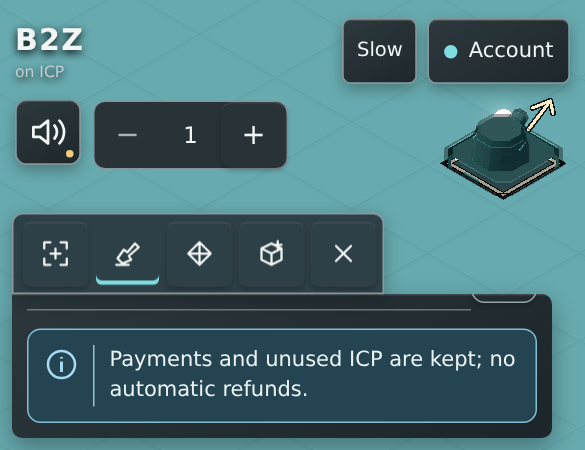 B2Z
on ICP
Slow
Account
1
Payments and unused ICP are kept; no
automatic refunds.